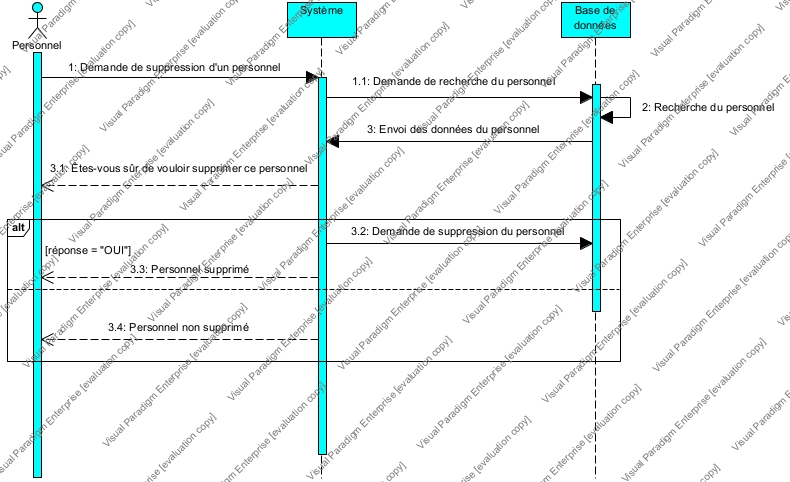 Système
Base de
données
Personnel
1: Demande de suppression d'un personnel
1.1: Demande de recherche du personnel
2: Recherche du personnel
3: Envoi des données du personnel
3.1: Etes-vous sûr de vouloir supprimer ce personnel
alt
3.2: Demande de suppression du personnel
[réponse = "OUI"]
3.3: Personnel supprimé
3.4: Personnel non supprimé
Visual Paradigm Enterprise [evaluation copy]